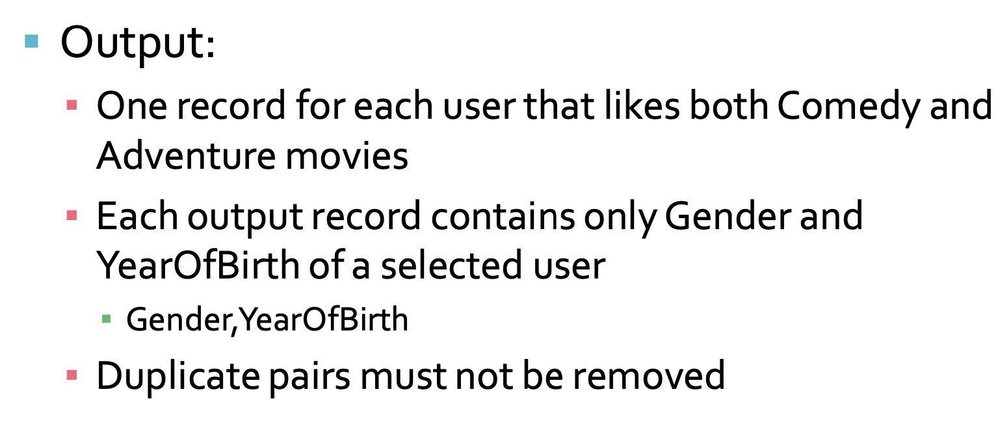 Output:
One record for each user that likes both Comedy and
Adventure movies
Each output record contains only Gender and
YearOfBirth of a selected user
Gender,YearOfBirth
Duplicate pairs must not be removed